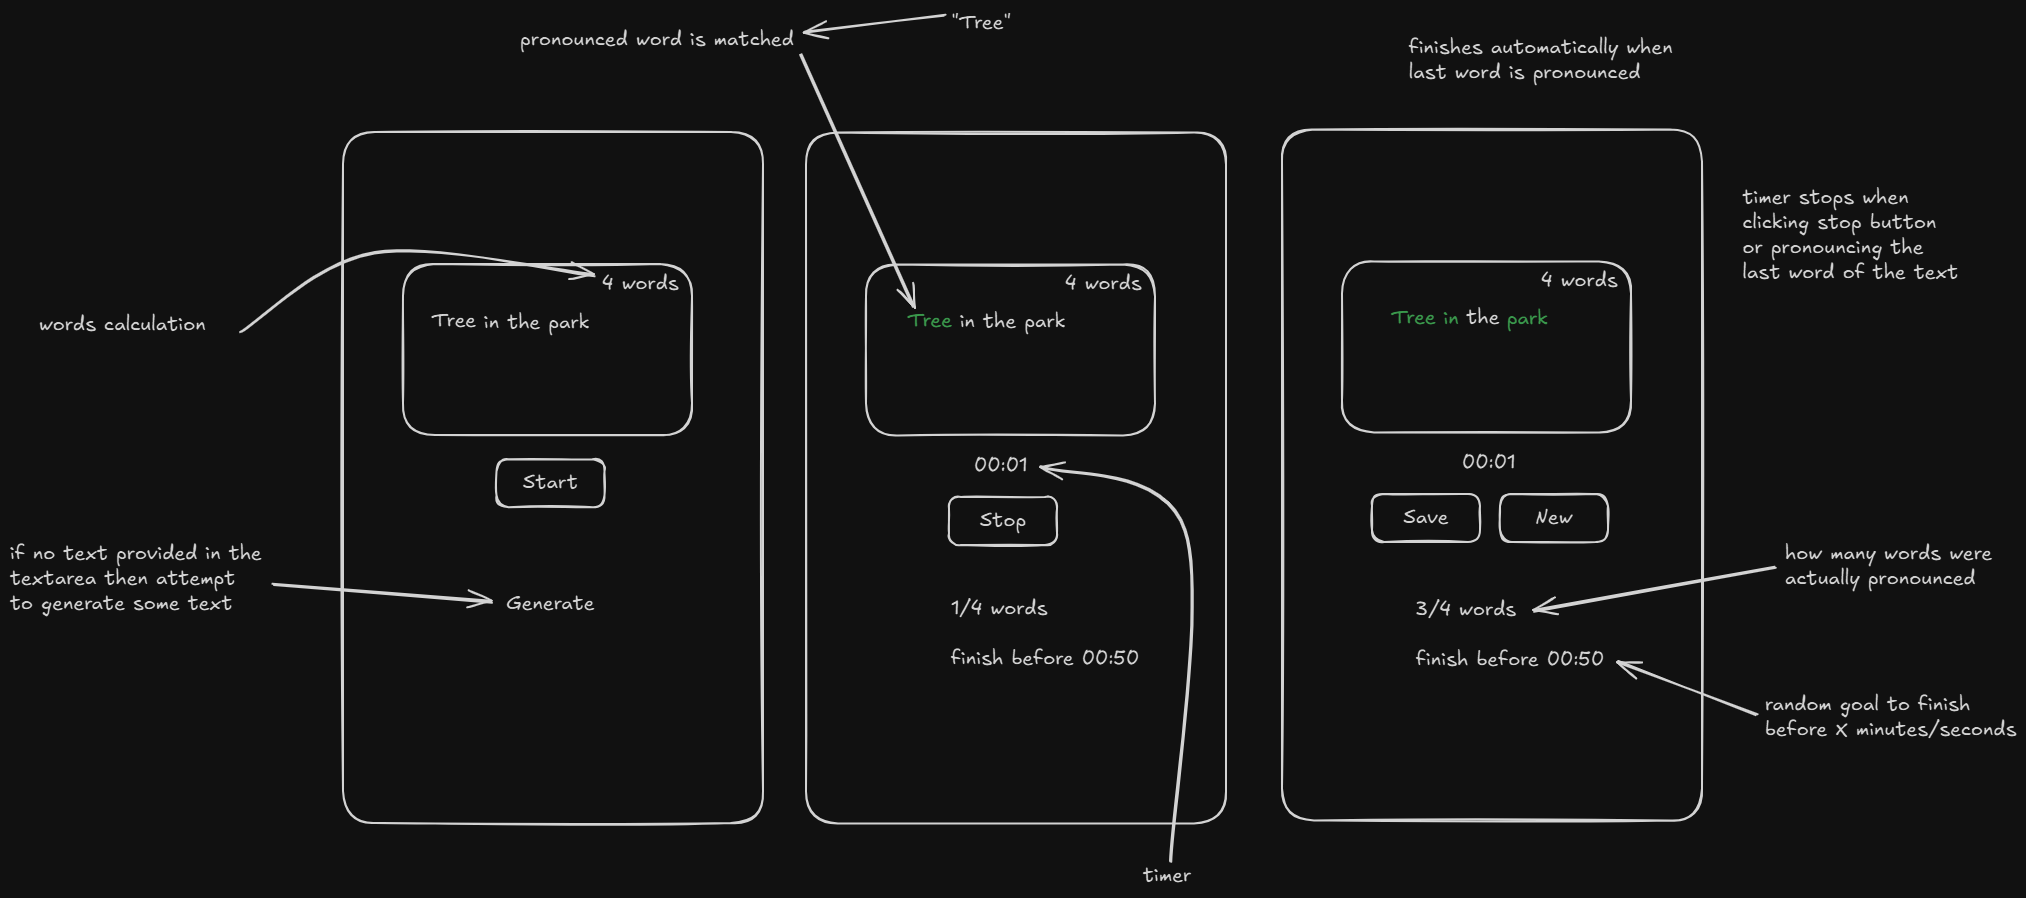 "Tree"
pronounced word is matched
finishes automatically when
last word is pronounced
timer stops when
clicking stop button
or pronouncing the
last word of the text
words calculation
4 words
Tree in the park
Start
if no text provided in the
textarea then attempt
to generate some text
Generate
4 words
Tree in the park
00:01
Stop
1/4 words
finish before 00:50
timer
4 words
Tree in the park
00:01
Save
New
how many words were
actually pronounced
3/4 words
finish before 00:50
random goal to finish
before X minutes/seconds